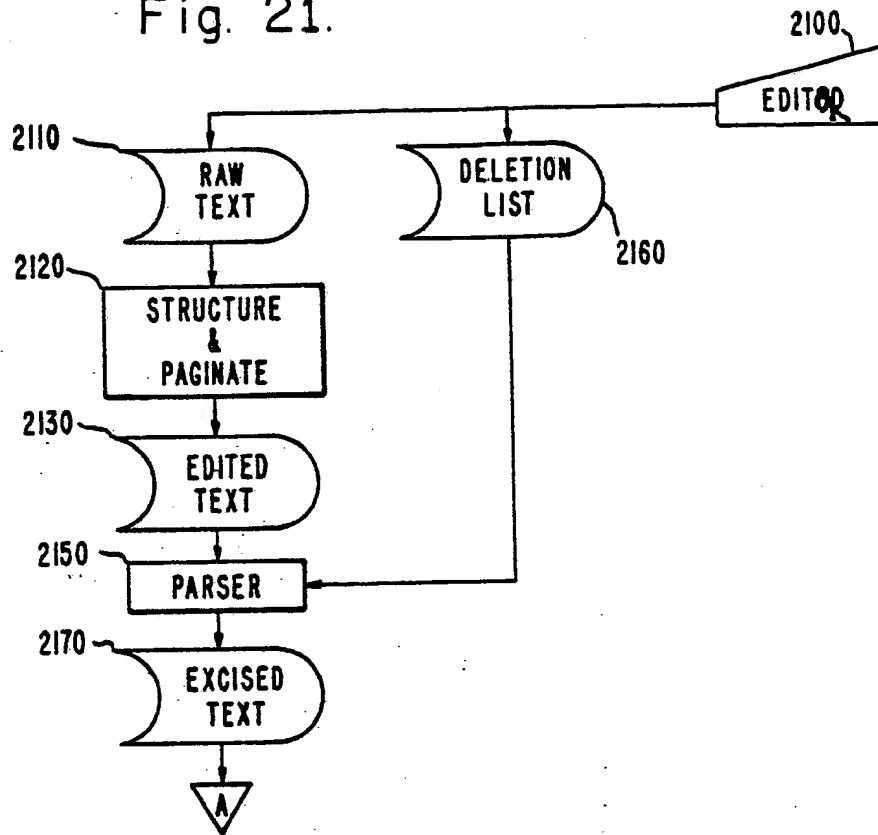 Fig. 21.
2100
EDITOR
2110
RAW
TEXT
DELETION
LIST
2160
2120
STRUCTURE
&
PAGINATE
2130
EDITED
TEXT
2150
PARSER
2170
EXCISED
TEXT
A